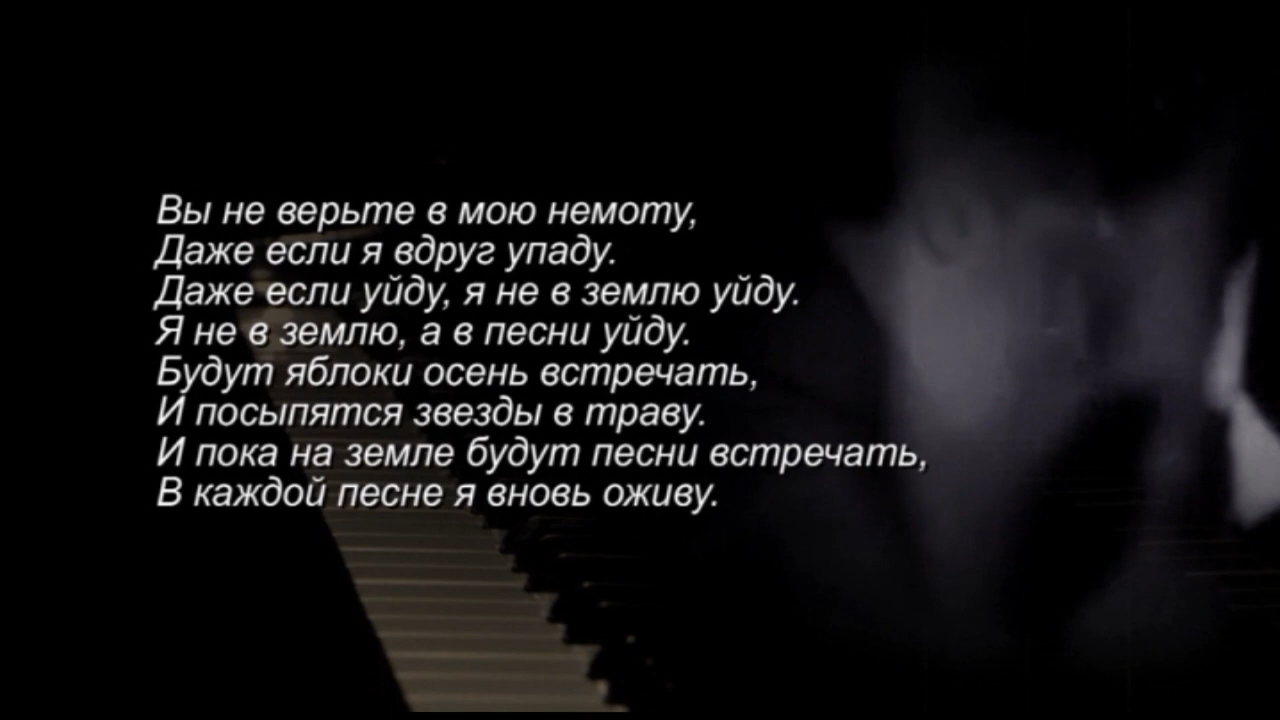 Вы не верьте в мою немоту,
Даже если я вдруг упаду.
Даже если уйду, я не в землю уйду.
Я не в землю, а в песни уйду.
Будут яблоки осень встречать,
И посыпятся звезды в траву.
И пока на земле будут песни встречать,
В каждой песне я вновь оживу.